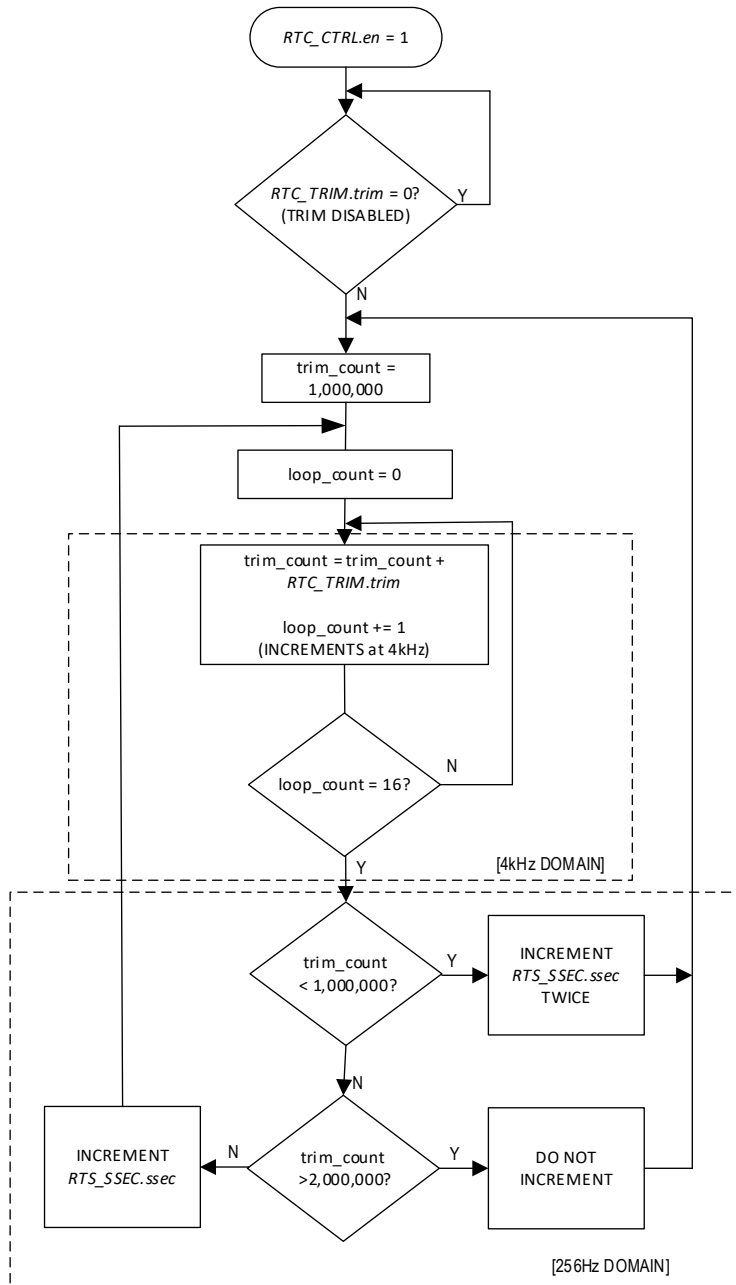 RTC_CTRL.en = 1
RTC_TRIM.trim = 0?
(TRIM DISABLED)
Y
N
trim_count =
1,000,000
loop_count = 0
trim_count = trim_count +
RTC_TRIM.trim
loop_count += 1
(INCREMENTS at 4kHz)
loop_count = 16?
N
Y
[4kHz DOMAIN]
trim_count
< 1,000,000?
Y
INCREMENT
RTS_SSEC.ssec
TWICE
N
INCREMENT
RTS_SSEC.ssec
N
trim_count
>2,000,000?
Y
DO NOT
INCREMENT
[256Hz DOMAIN]